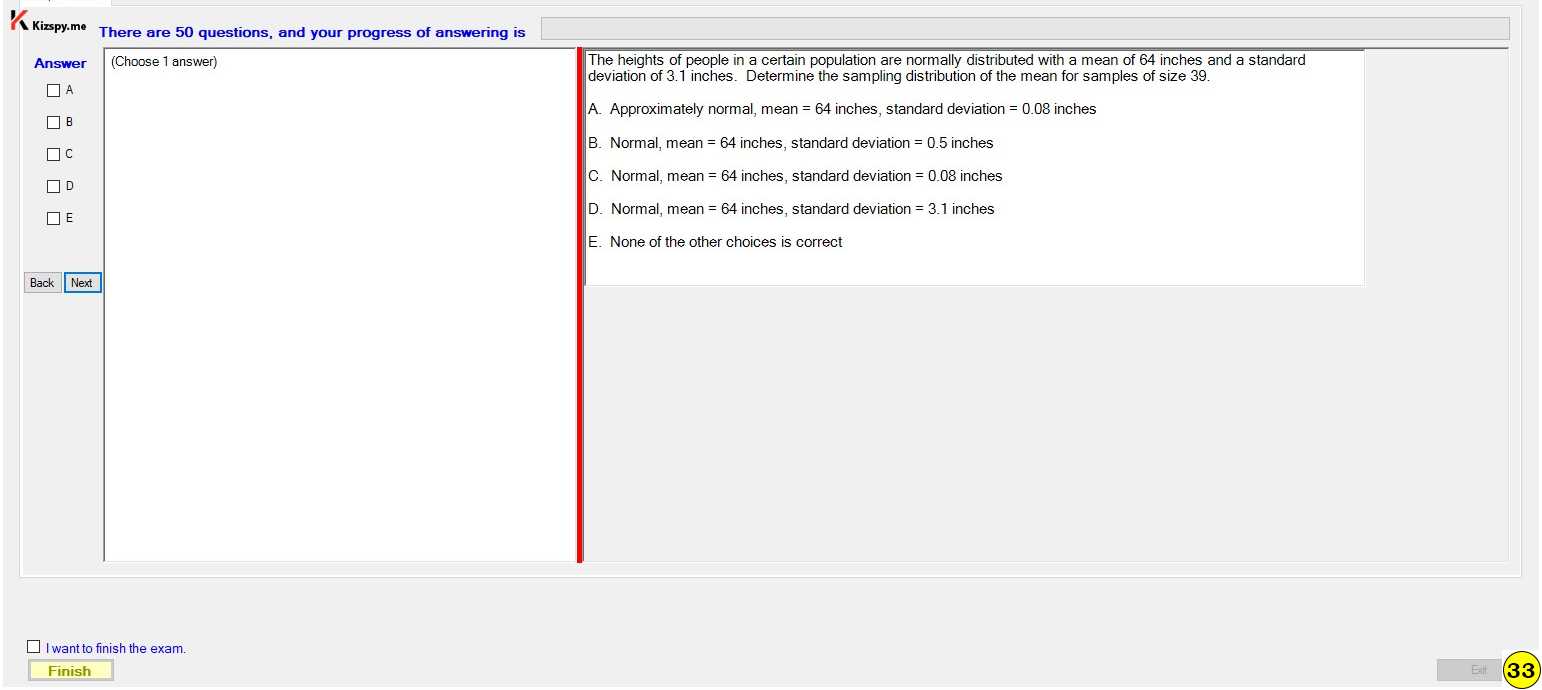 Kizspy.me
There are 50 questions, and your progress of answering is
Answer
(Choose 1 answer)
A
B
C
D
E
Back
Next
The heights of people in a certain population are normally distributed with a mean of 64 inches and a standard
deviation of 3.1 inches.  Determine the sampling distribution of the mean for samples of size 39.
A.  Approximately normal, mean = 64 inches, standard deviation = 0.08 inches
B.  Normal, mean = 64 inches, standard deviation = 0.5 inches
C.  Normal, mean = 64 inches, standard deviation = 0.08 inches
D.  Normal, mean = 64 inches, standard deviation = 3.1 inches
E.  None of the other choices is correct
I want to finish the exam.
Finish
Exit
33